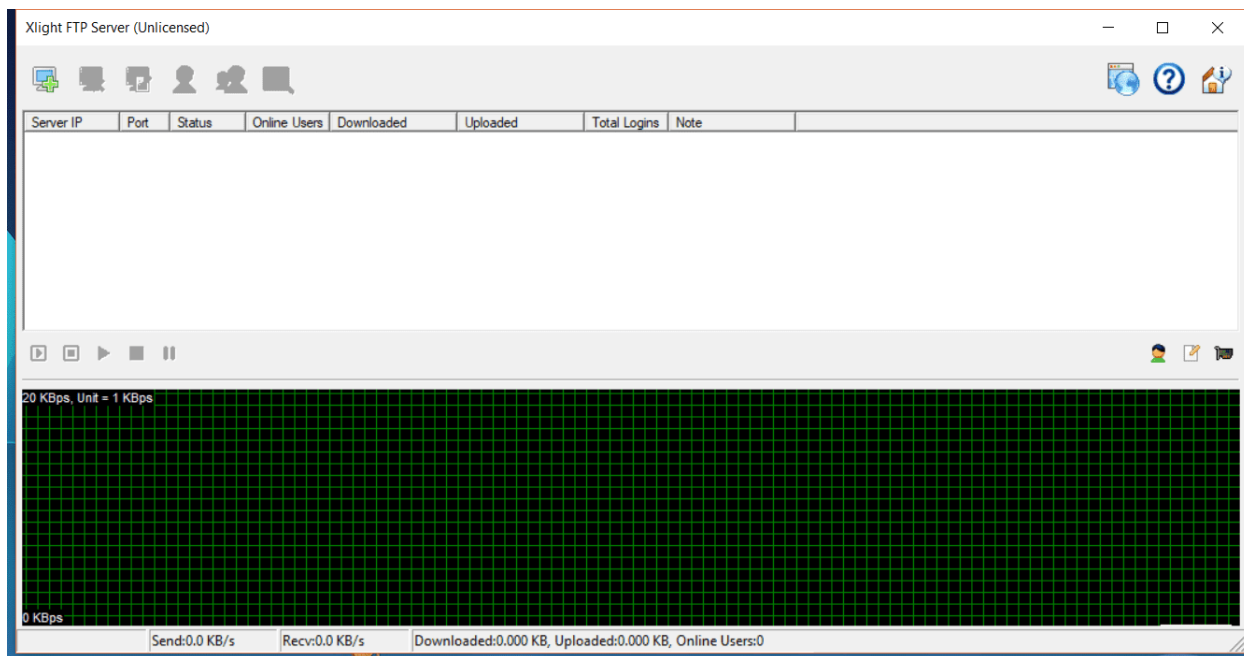 Xlight FTP Server (Unlicensed)
Server IP Port Status Online Users Downloaded Uploaded Total Logins Note
20 KBps, Unit = 1 KBps
0 KBps
Send:0.0 KB/s Recv:0.0 KB/s Downloaded:0.000 KB, Uploaded:0.000 KB, Online Users:0